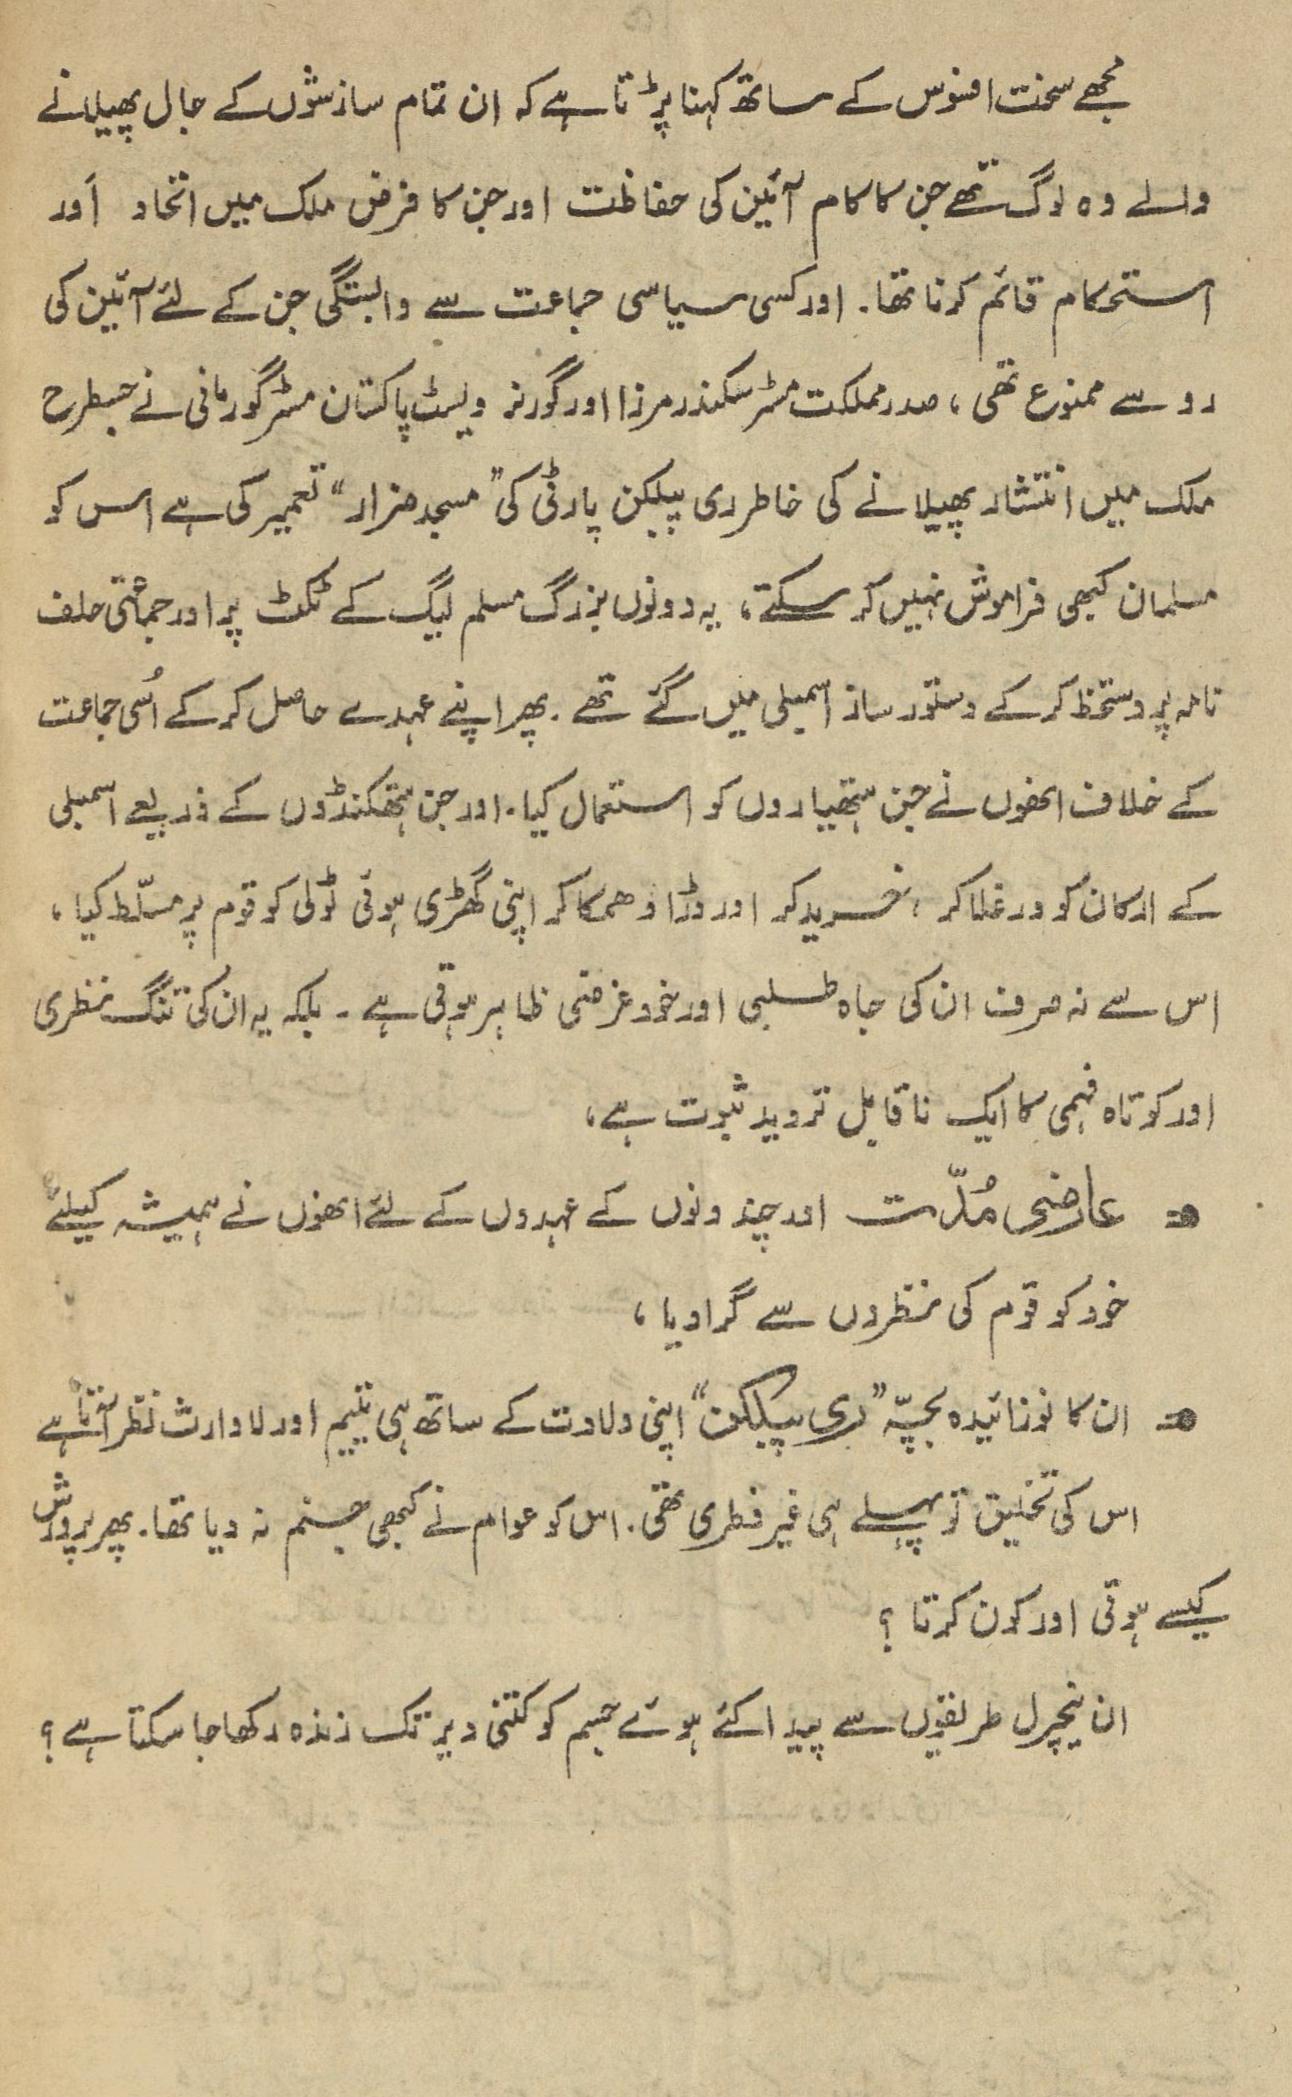 مجھے سخت افسوس کے ساتھ کہنا پڑتا ہے کہ ان تمام سازشوں کے جال پھیلانے
والے وہ لوگ تھے جن کا کام آئین کی حفاظت اور جن کا فرض ملک میں اتحاد اَور
استحکام قائم کرنا تھا۔ اور کسی سیاسی جماعت سے وابستگی جن کے لئے آئین کی
رو سے ممنوع تھی، صدر مملکت مسٹر سکندر مرزا اور گورنر ویسٹ پاکستان مسٹر گورمانی نے جسطرح
ملک میں انتشار پھیلانے کی خاطر ری پبلکن پارٹی کی ”مسجد ضرار“ تعمیر کی ہے اس کو
مسلمان کبھی فراموش نہیں کر سکتے، یہ دونوں بزرگ مسلم لیگ کے ٹکٹ پر اور جماعتی حلف
نامہ پر دستخط کر کے دستور ساز اسمبلی میں گئے تھے۔ پھر اپنے عہدے حاصل کر کے اُسی جماعت
کے خلاف انھوں نے جن ہتھیاروں کو استعمال کیا۔ اور جن ہتھکنڈوں کے ذریعے اسمبلی
کے ارکان کو ورغلا کر، خرید کر اور ڈرا دھمکا کر اپنی گھڑی ہوئی ٹولی کو قوم پر مسلّط کیا،
اس سے نہ صرف ان کی جاہ طلبی اور خود غرضی ظاہر ہوتی ہے۔ بلکہ یہ ان کی تنگ نظری
اور کوتاہ فہمی کا ایک ناقابل تردید ثبوت ہے،
عارضی مُدّت اور چند دنوں کے عہدوں کے لئے انھوں نے ہمیشہ کیلئے
خود کو قوم کی نظروں سے گرا دیا،
ان کا نوزائیدہ بچّہ ”ری پبلکن“ اپنی ولادت کے ساتھ ہی یتیم اور لا وارث نظر آتا ہے
اس کی تخلیق تو پہلے ہی غیر فطری تھی۔ اس کو عوام نے کبھی جنم نہ دیا تھا۔ پھر پرورش
کیسے ہوتی اور کون کرتا ؟
ان نیچرل طریقوں سے پیدا کئے ہوئے جسم کو کتنی دیر تک زندہ رکھا جا سکتا ہے ؟